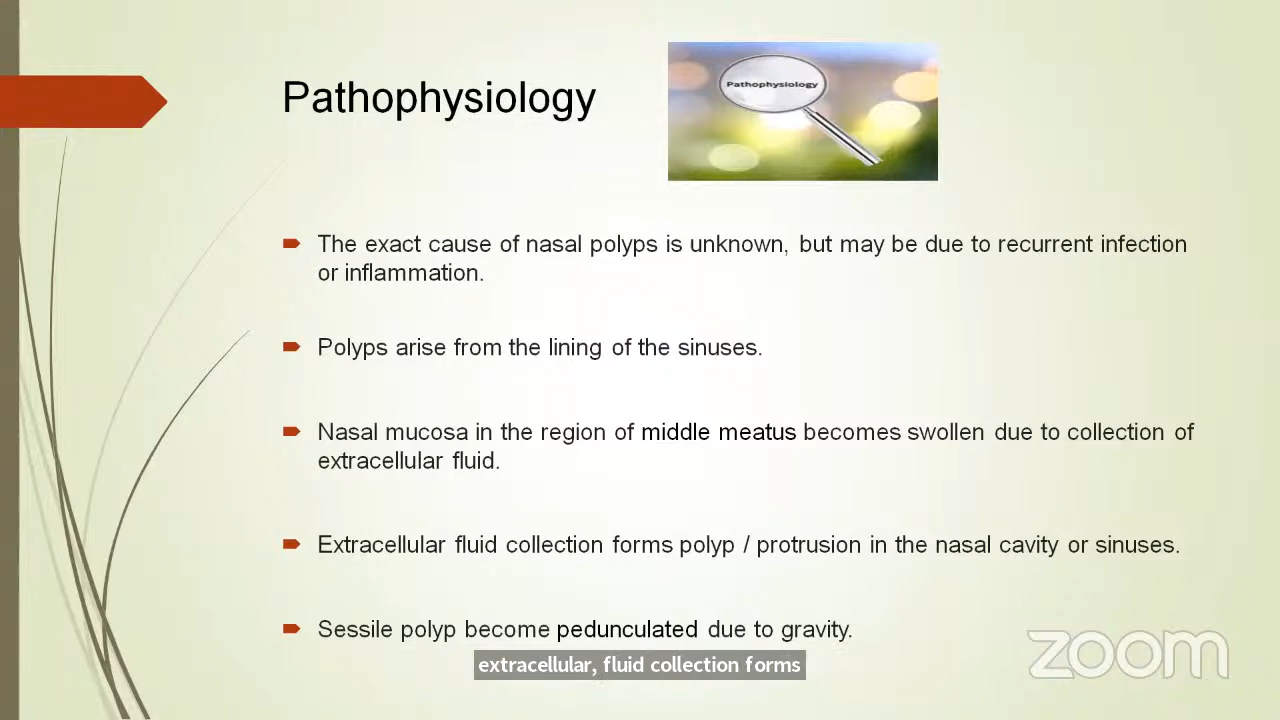 Pathophysiology
Pathophysiology
The exact cause of nasal polyps is unknown, but may be due to recurrent infection
or inflammation.
Polyps arise from the lining of the sinuses.
Nasal mucosa in the region of middle meatus becomes swollen due to collection of
extracellular fluid.
Extracellular fluid collection forms polyp / protrusion in the nasal cavity or sinuses.
Sessile polyp become pedunculated due to gravity.
extracellular, fluid collection forms
zoom